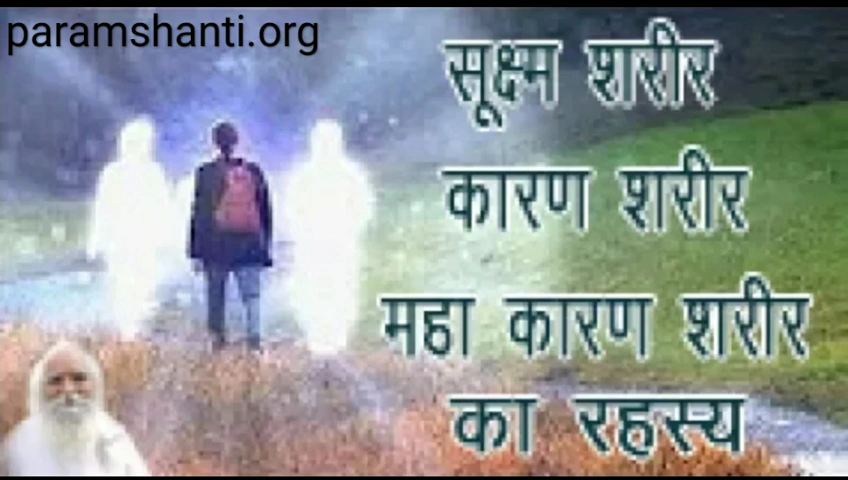 paramshanti.org
सूक्ष्म शरीर
कारण शरीर
महा कारण शरीर
का रहस्य